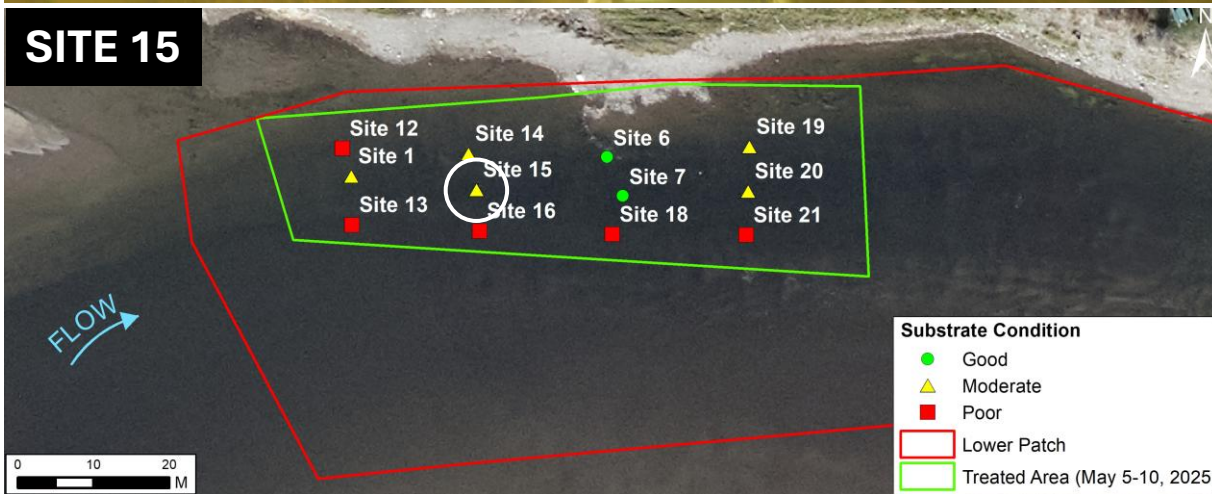 SITE 15
N
Site 12
Site 1
Site 13
Site 14
Site 15
Site 16
Site 6
Site 7
Site 18
Site 19
Site 20
Site 21
FLOW
0 10 20
M
Substrate Condition
Good
Moderate
Poor
Lower Patch
Treated Area (May 5-10, 2025